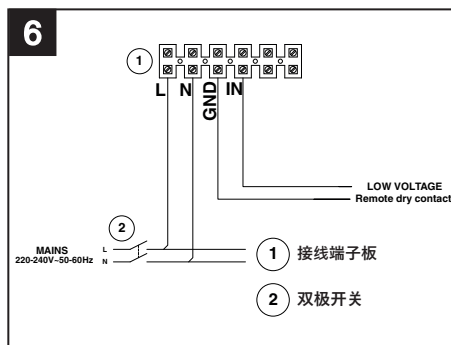 6
1
L N GND IN
LOW VOLTAGE
Remote dry contact
2
MAINS
220-240V~50-60Hz
L
N
1 接线端子板
2 双极开关